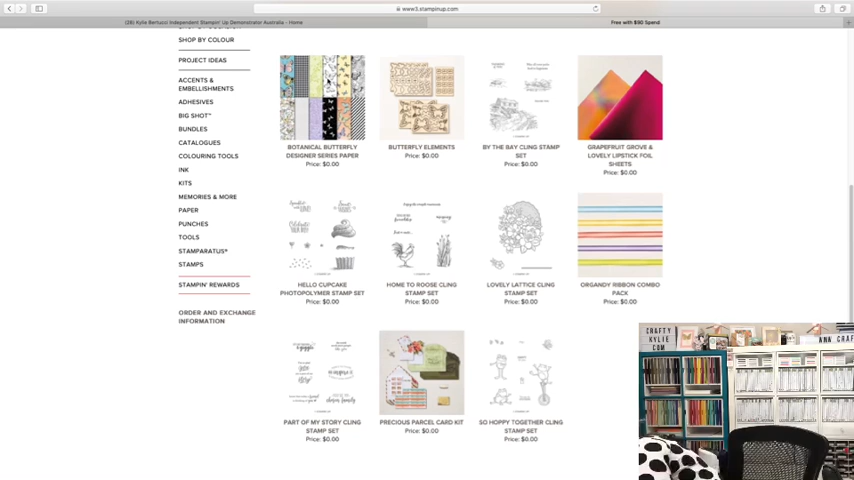 www3.stampinup.com
(28) Kylie Bertucci Independent Stampin' Up Demonstrator Australia - Home
Free with $90 Spend
SHOP BY COLOUR
PROJECT IDEAS
ACCENTS &
EMBELLISHMENTS
ADHESIVES
BIG SHOT™
BUNDLES
CATALOGUES
COLOURING TOOLS
INK
KITS
MEMORIES & MORE
PAPER
PUNCHES
TOOLS
STAMPARATUS®
STAMPS
STAMPIN' REWARDS
ORDER AND EXCHANGE
INFORMATION
BOTANICAL BUTTERFLY
DESIGNER SERIES PAPER
Price: $0.00
BUTTERFLY ELEMENTS
Price: $0.00
BY THE BAY CLING STAMP
SET
Price: $0.00
GRAPEFRUIT GROVE &
LOVELY LIPSTICK FOIL
SHEETS
Price: $0.00
HELLO CUPCAKE
PHOTOPOLYMER STAMP SET
Price: $0.00
HOME TO ROOSE CLING
STAMP SET
Price: $0.00
LOVELY LATTICE CLING
STAMP SET
Price: $0.00
ORGANDY RIBBON COMBO
PACK
Price: $0.00
PART OF MY STORY CLING
STAMP SET
Price: $0.00
PRECIOUS PARCEL CARD KIT
Price: $0.00
SO HOPPY TOGETHER CLING
STAMP SET
Price: $0.00
CRAFTY
KYLIE
COM